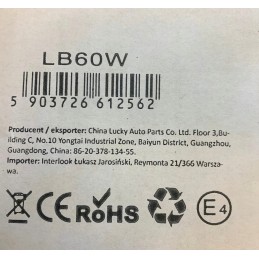 LB60W
5 903726 612562
Producent / eksporter: China Lucky Auto Parts Co. Ltd. Floor 3,Bu-
ilding C, No.10 Yongtai Industrial Zone, Baiyun District,
Guangdong, China: 86-20-378-134-55.
Importer: Interlook Łukasz Jarosiński, Reymonta 21/366 Warsza-
wa.
CE RoHS E4